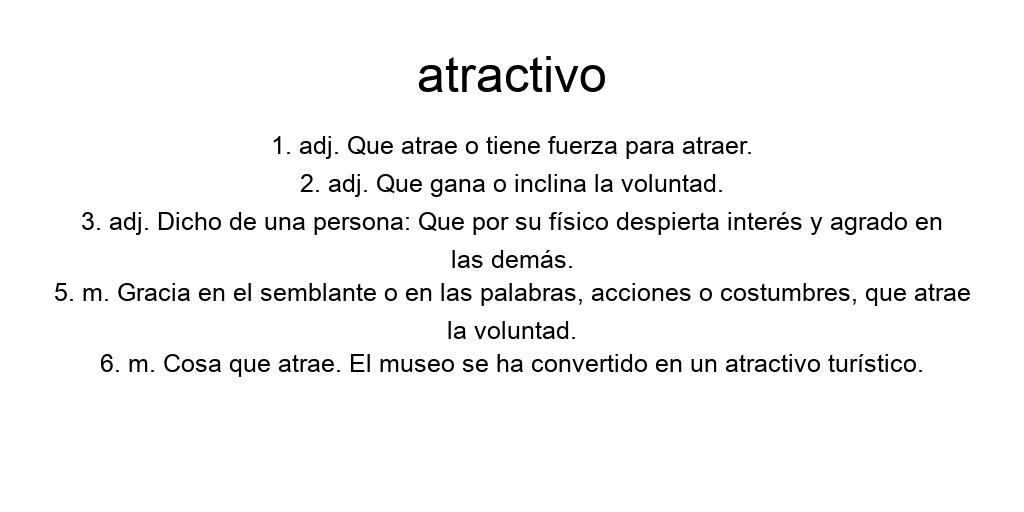 atractivo
1. adj. Que atrae o tiene fuerza para atraer.
2. adj. Que gana o inclina la voluntad.
3. adj. Dicho de una persona: Que por su físico despierta interés y agrado en
las demás.
5. m. Gracia en el semblante o en las palabras, acciones o costumbres, que atrae
la voluntad.
6. m. Cosa que atrae. El museo se ha convertido en un atractivo turístico.